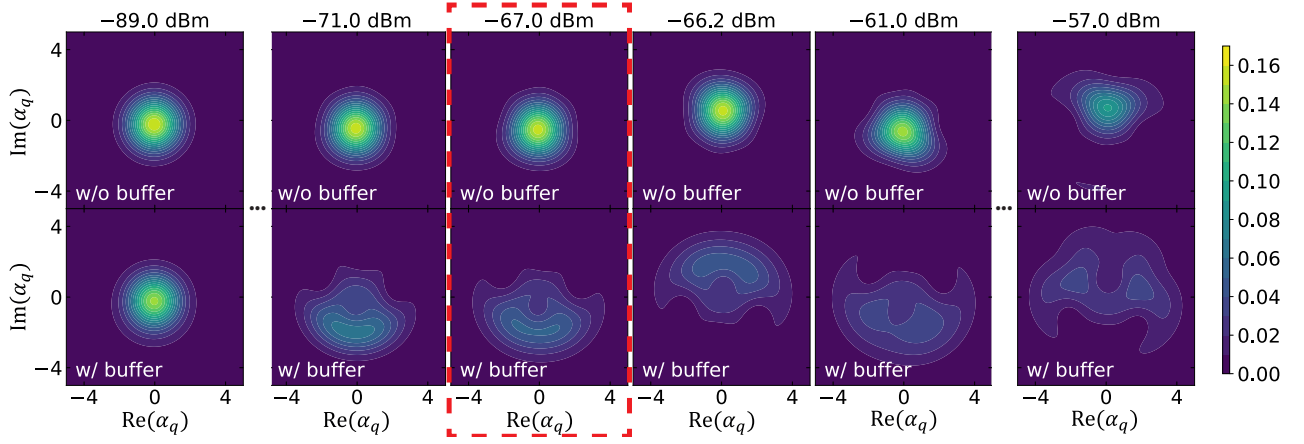 −89.0 dBm −71.0 dBm −67.0 dBm −66.2 dBm −61.0 dBm −57.0 dBm
Im(α_q) 4 0 −4
w/o buffer w/o buffer w/o buffer w/o buffer w/o buffer w/o buffer
... ...
Im(α_q) 4 0 −4
w/ buffer w/ buffer w/ buffer w/ buffer w/ buffer w/ buffer
−4 0 4 −4 0 4 −4 0 4 −4 0 4 −4 0 4 −4 0 4
Re(α_q) Re(α_q) Re(α_q) Re(α_q) Re(α_q) Re(α_q)
0.16
0.14
0.12
0.10
0.08
0.06
0.04
0.02
0.00